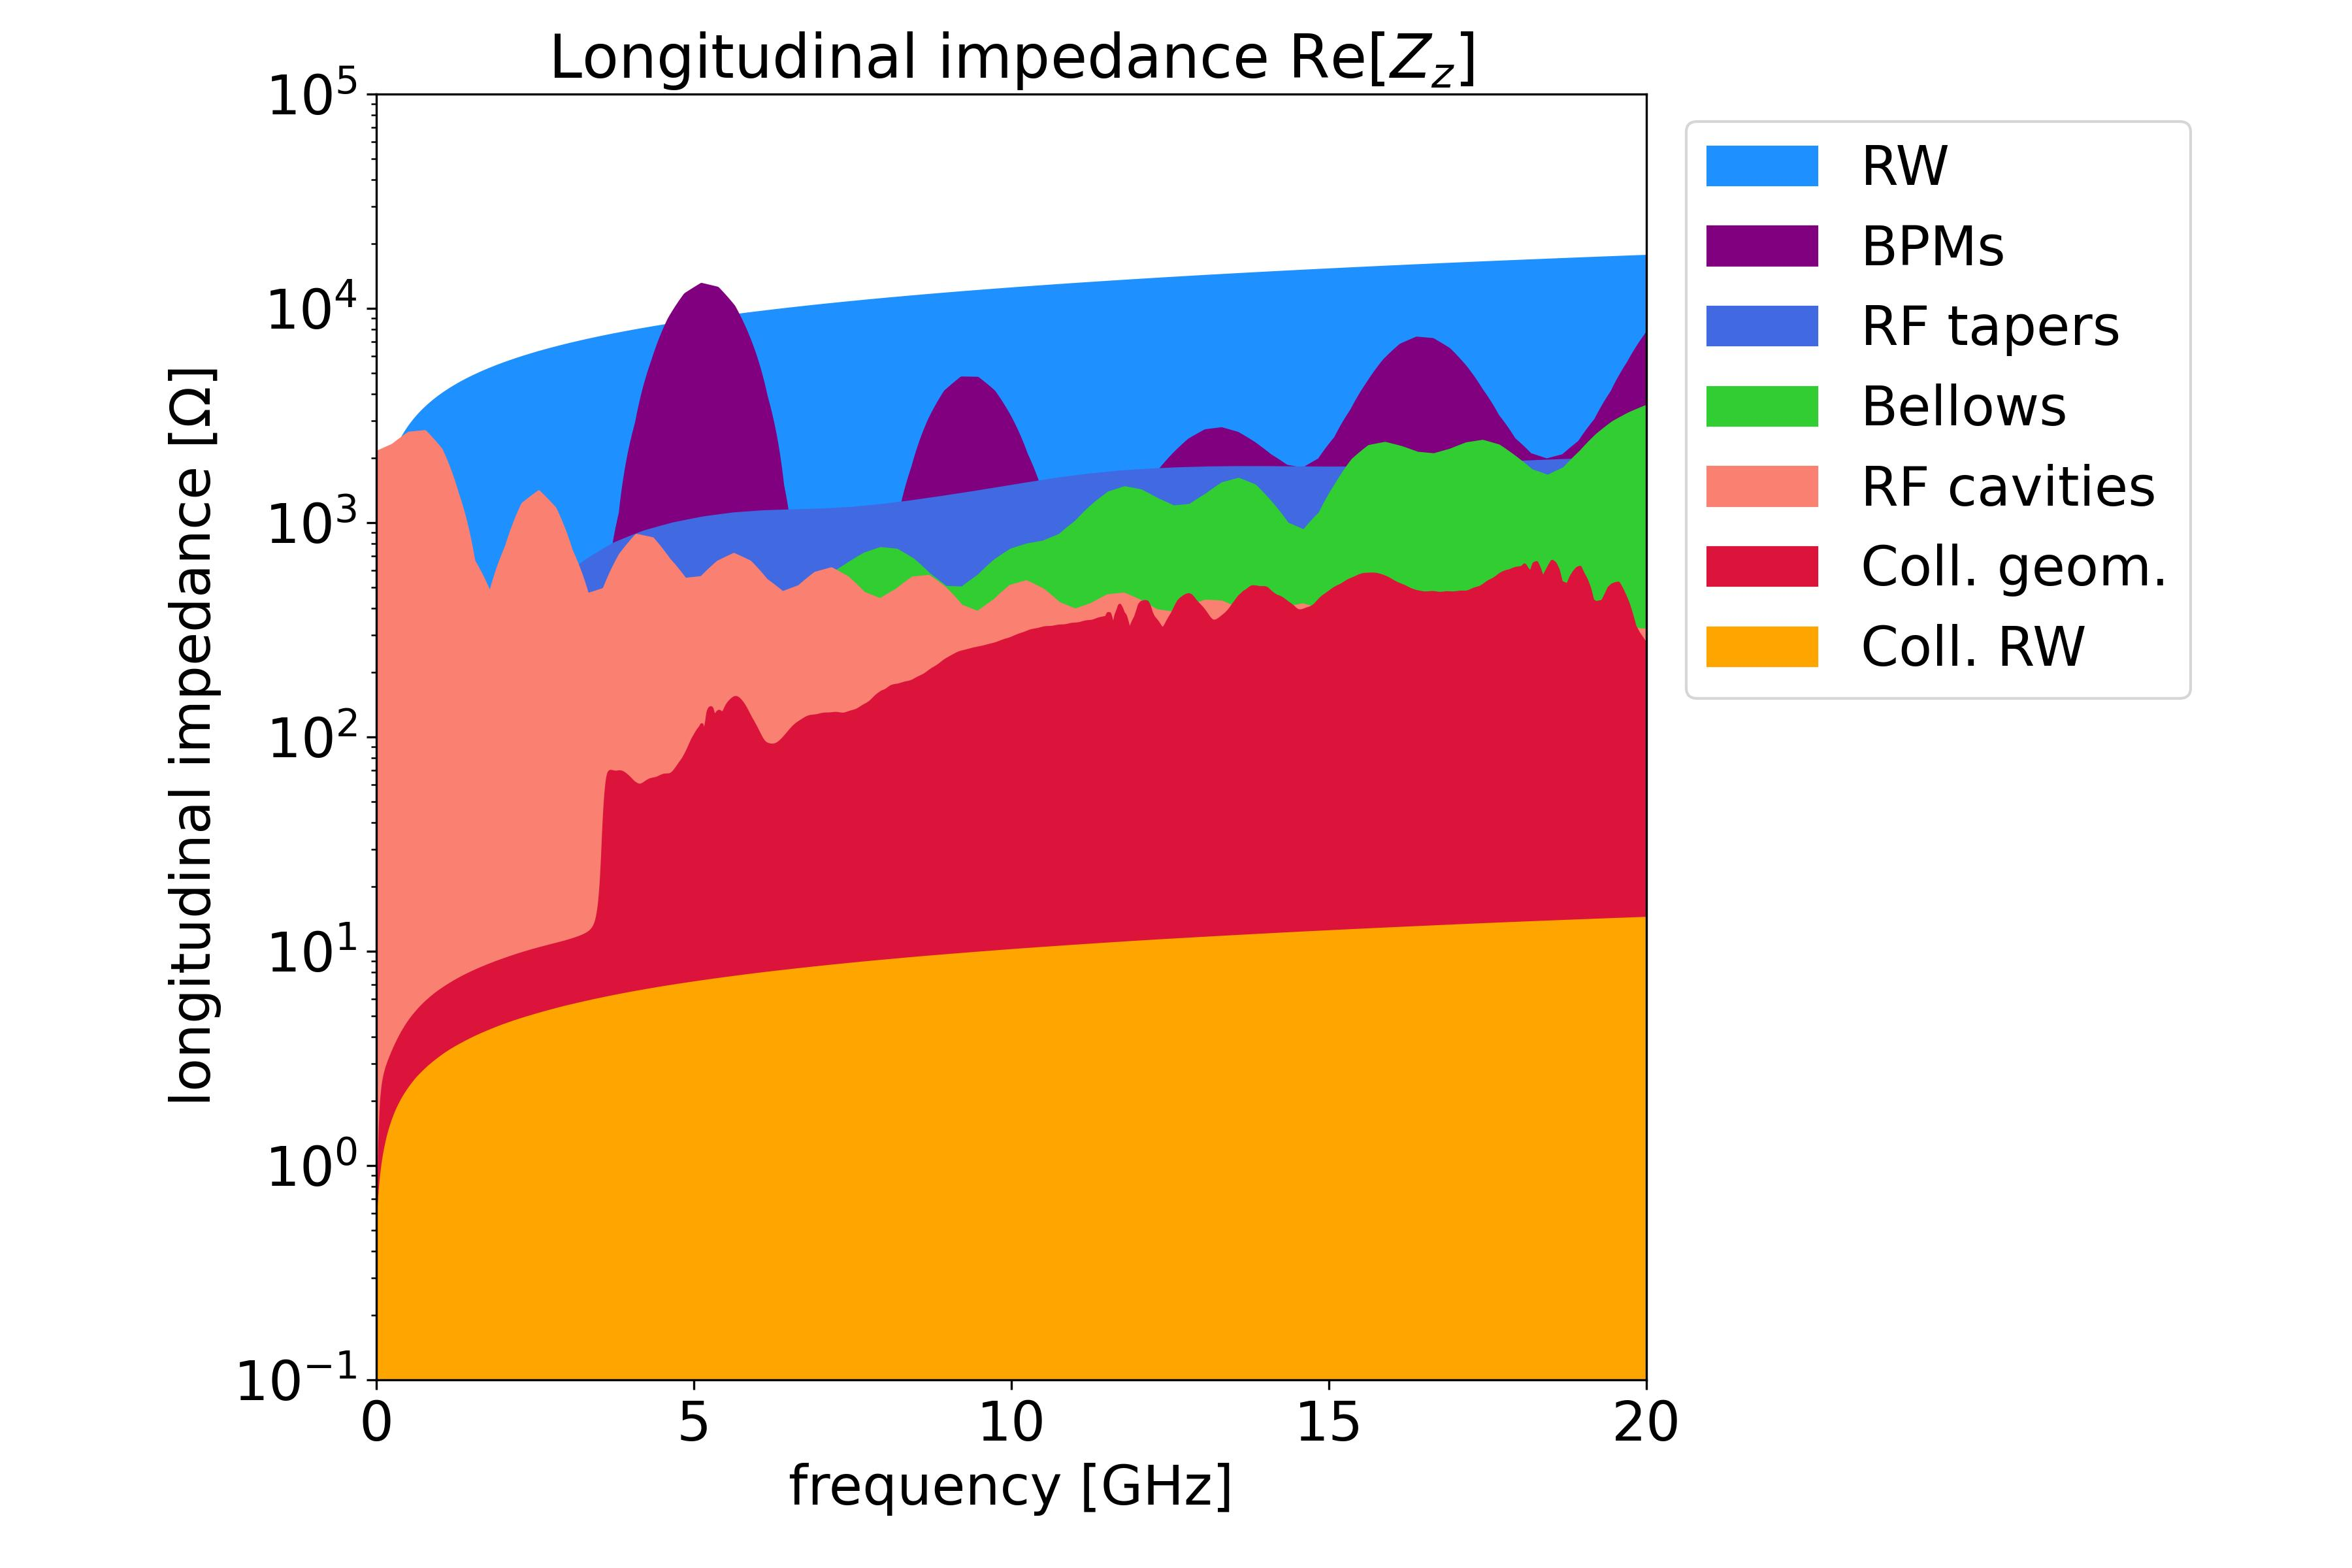 Longitudinal impedance Re[Z_z]
longitudinal impedance [Ω]
10^5
10^4
10^3
10^2
10^1
10^0
10^−1
0
5
10
15
20
frequency [GHz]
RW
BPMs
RF tapers
Bellows
RF cavities
Coll. geom.
Coll. RW